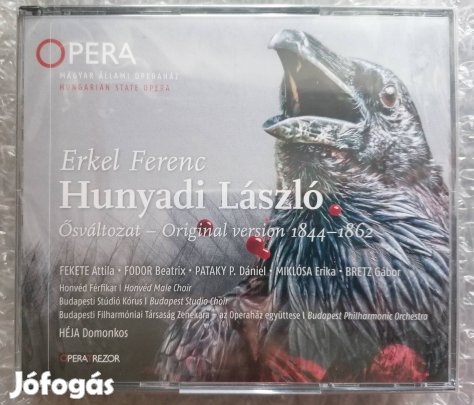 OPERA
MAGYAR ÁLLAMI OPERAHÁZ
HUNGARIAN STATE OPERA
Erkel Ferenc
Hunyadi László
Ősváltozat – Original version 1844–1862
FEKETE Attila • FODOR Beatrix • PATAKY P. Dániel • MIKLÓSA Erika • BRETZ Gábor
Honvéd Férfikar | Honvéd Male Choir
Budapesti Stúdió Kórus | Budapest Studio Choir
Budapesti Filharmóniai Társaság Zenekara – az Operaház együttese | Budapest Philharmonic Orchestra
HÉJA Domonkos
OPERATREZOR
Jófogás